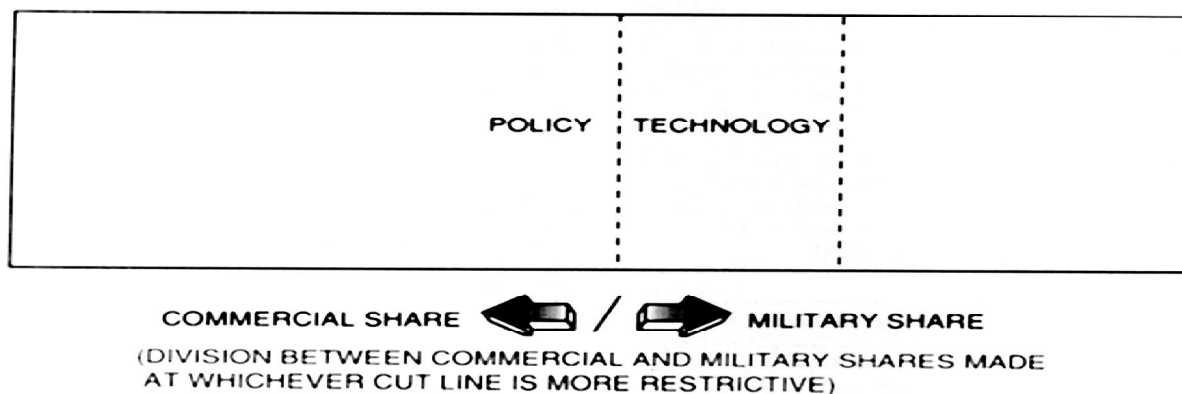 POLICY TECHNOLOGY
COMMERCIAL SHARE / MILITARY SHARE
(DIVISION BETWEEN COMMERCIAL AND MILITARY SHARES MADE
AT WHICHEVER CUT LINE IS MORE RESTRICTIVE)